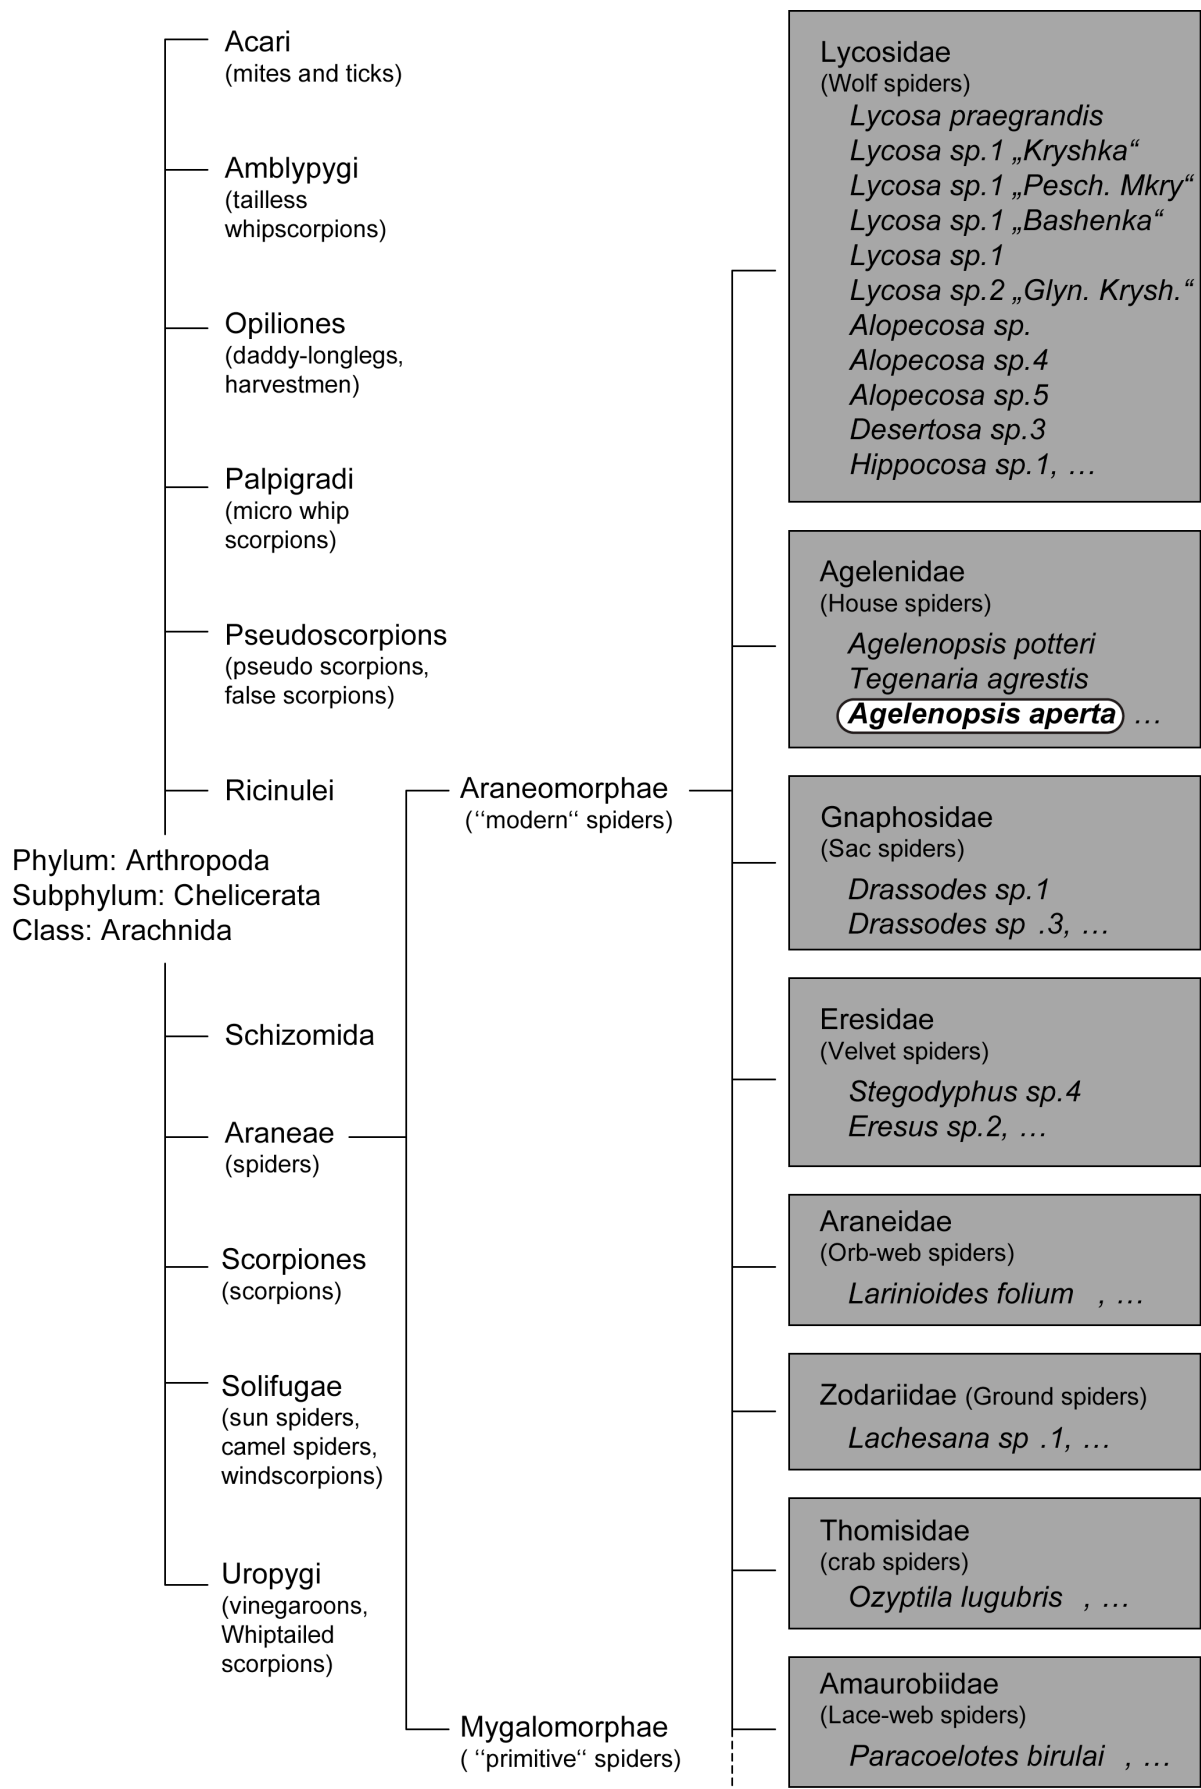 Acari
(mites and ticks)
Amblypygi
(tailless
whipscorpions)
Opiliones
(daddy-longlegs,
harvestmen)
Palpigradi
(micro whip
scorpions)
Pseudoscorpions
(pseudo scorpions,
false scorpions)
Ricinulei
Phylum: Arthropoda
Subphylum: Chelicerata
Class: Arachnida
Schizomida
Araneae
(spiders)
Scorpiones
(scorpions)
Solifugae
(sun spiders,
camel spiders,
windscorpions)
Uropygi
(vinegaroons,
Whiptailed
scorpions)
Araneomorphae
(“modern“ spiders)
Mygalomorphae
( “primitive“ spiders)
Lycosidae
(Wolf spiders)
Lycosa praegrandis
Lycosa sp.1 „Kryshka“
Lycosa sp.1 „Pesch. Mkry“
Lycosa sp.1 „Bashenka“
Lycosa sp.1
Lycosa sp.2 „Glyn. Krysh.“
Alopecosa sp.
Alopecosa sp.4
Alopecosa sp.5
Desertosa sp.3
Hippocosa sp.1, …
Agelenidae
(House spiders)
Agelenopsis potteri
Tegenaria agrestis
Agelenopsis aperta …
Gnaphosidae
(Sac spiders)
Drassodes sp.1
Drassodes sp .3, …
Eresidae
(Velvet spiders)
Stegodyphus sp.4
Eresus sp.2, …
Araneidae
(Orb-web spiders)
Larinioides folium , …
Zodariidae (Ground spiders)
Lachesana sp .1, …
Thomisidae
(crab spiders)
Ozyptila lugubris , …
Amaurobiidae
(Lace-web spiders)
Paracoelotes birulai , …